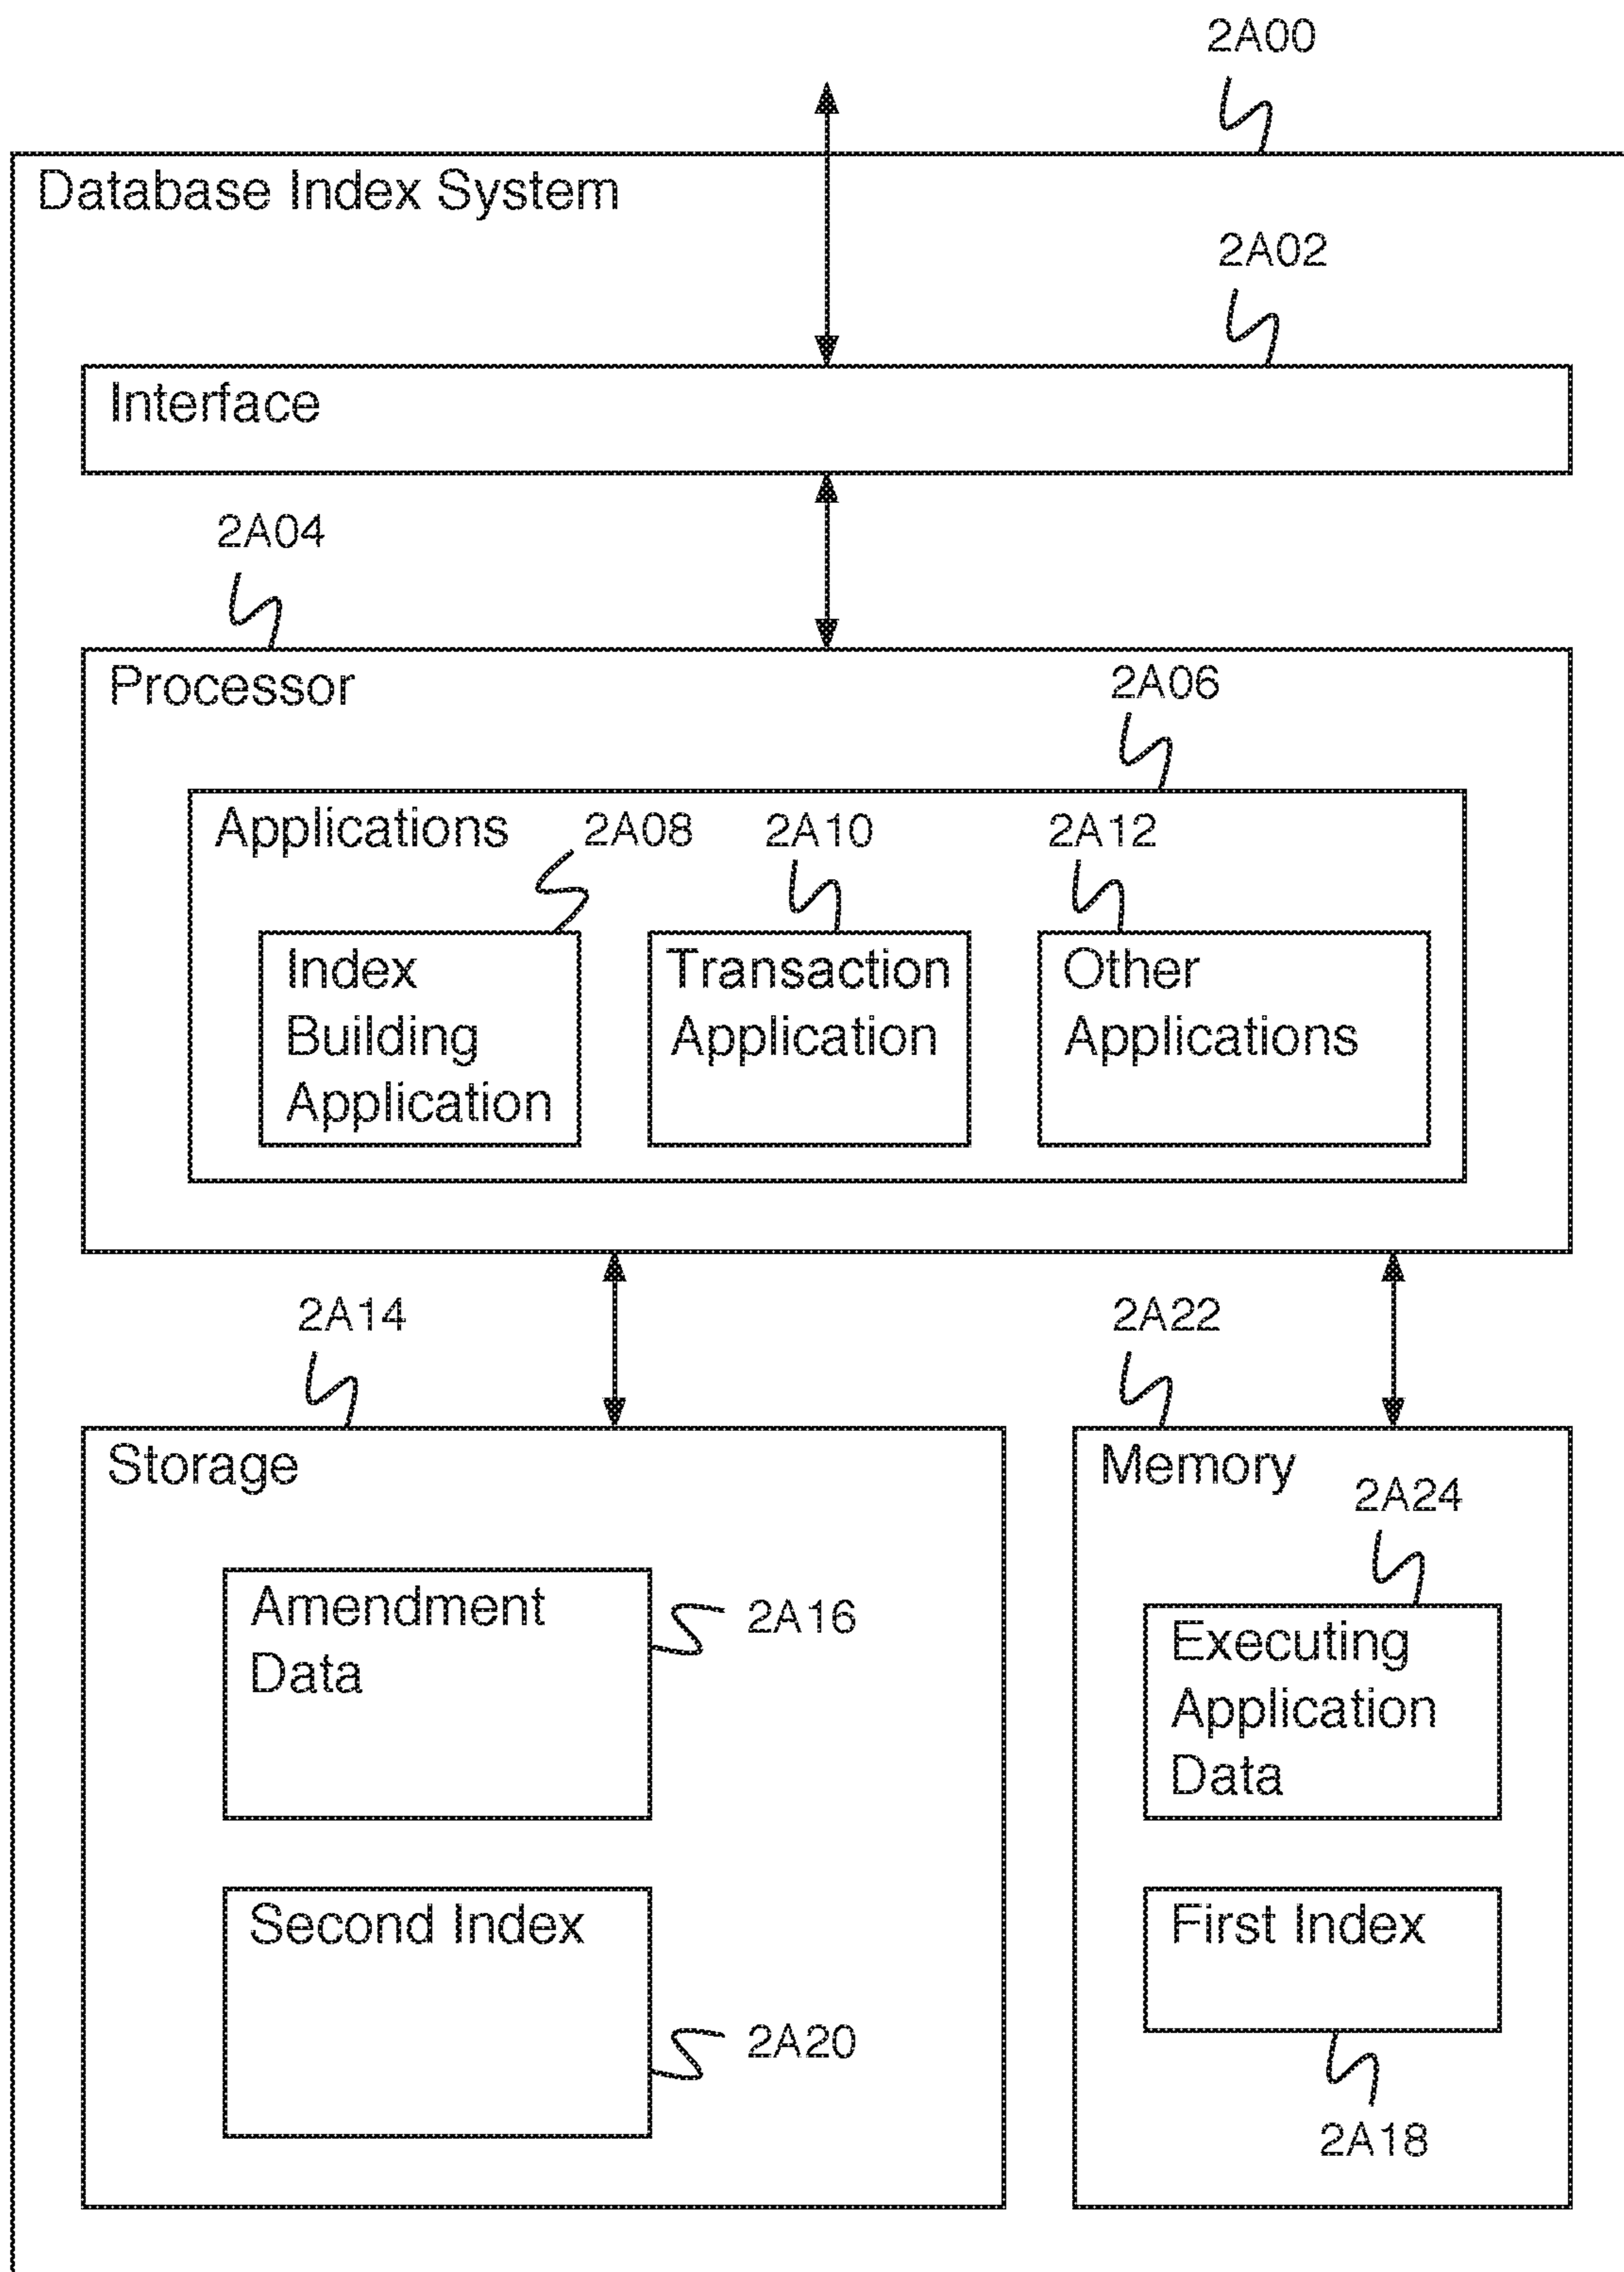 2A00
Database Index System
2A02
Interface
2A04
Processor
2A06
Applications
2A08
2A10
2A12
Index
Building
Application
Transaction
Application
Other
Applications
2A14
2A22
Storage
Memory
2A24
Amendment
Data
2A16
Executing
Application
Data
Second Index
2A20
First Index
2A18